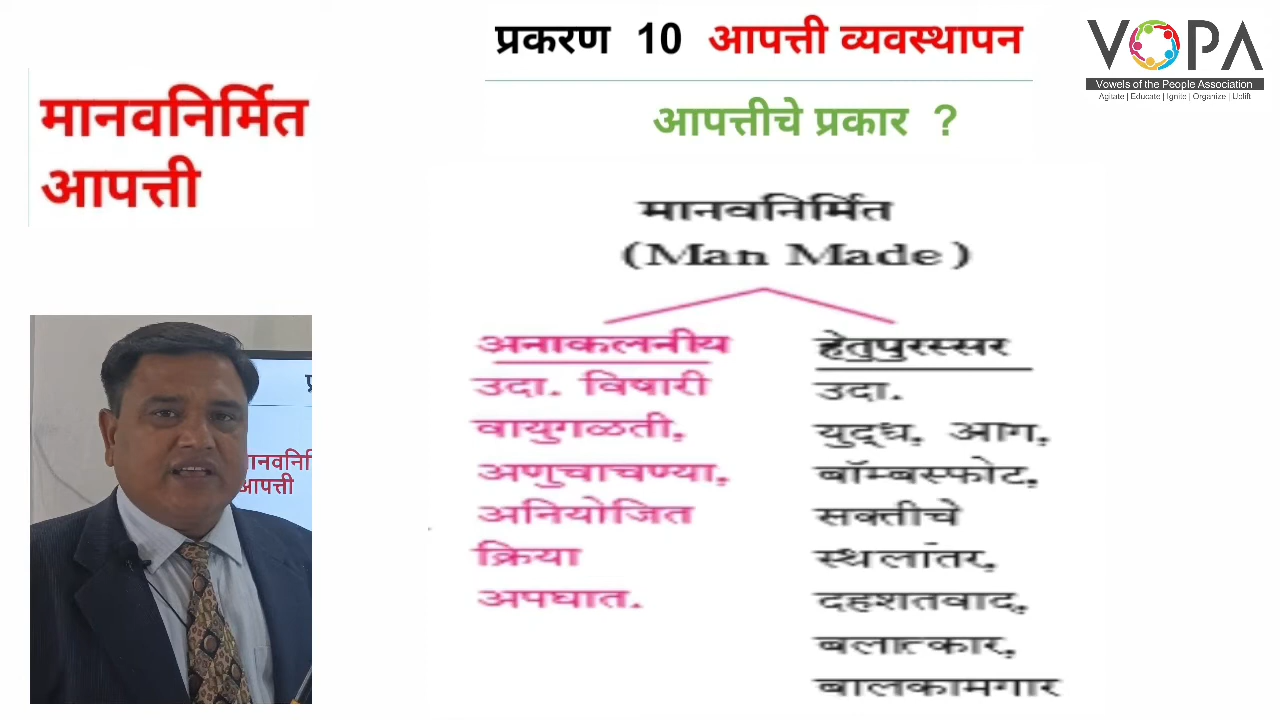 प्रकरण 10 आपत्ती व्यवस्थापन
VOPA
Vowels of the People Association
Agitate | Educate | Ignite | Organize | Uplift
मानवनिर्मित
आपत्ती
आपत्तीचे प्रकार ?
मानवनिर्मित
(Man Made)
अनाकलनीय
उदा. विषारी
वायुगळती,
अणुचाचण्या,
अनियोजित
क्रिया
अपघात.
हेतुपुरस्सर
उदा.
युद्ध, आग,
बॉम्बस्फोट,
सक्तीचे
स्थलांतर,
दहशतवाद,
बलात्कार,
बालकामगार
आपत्ती